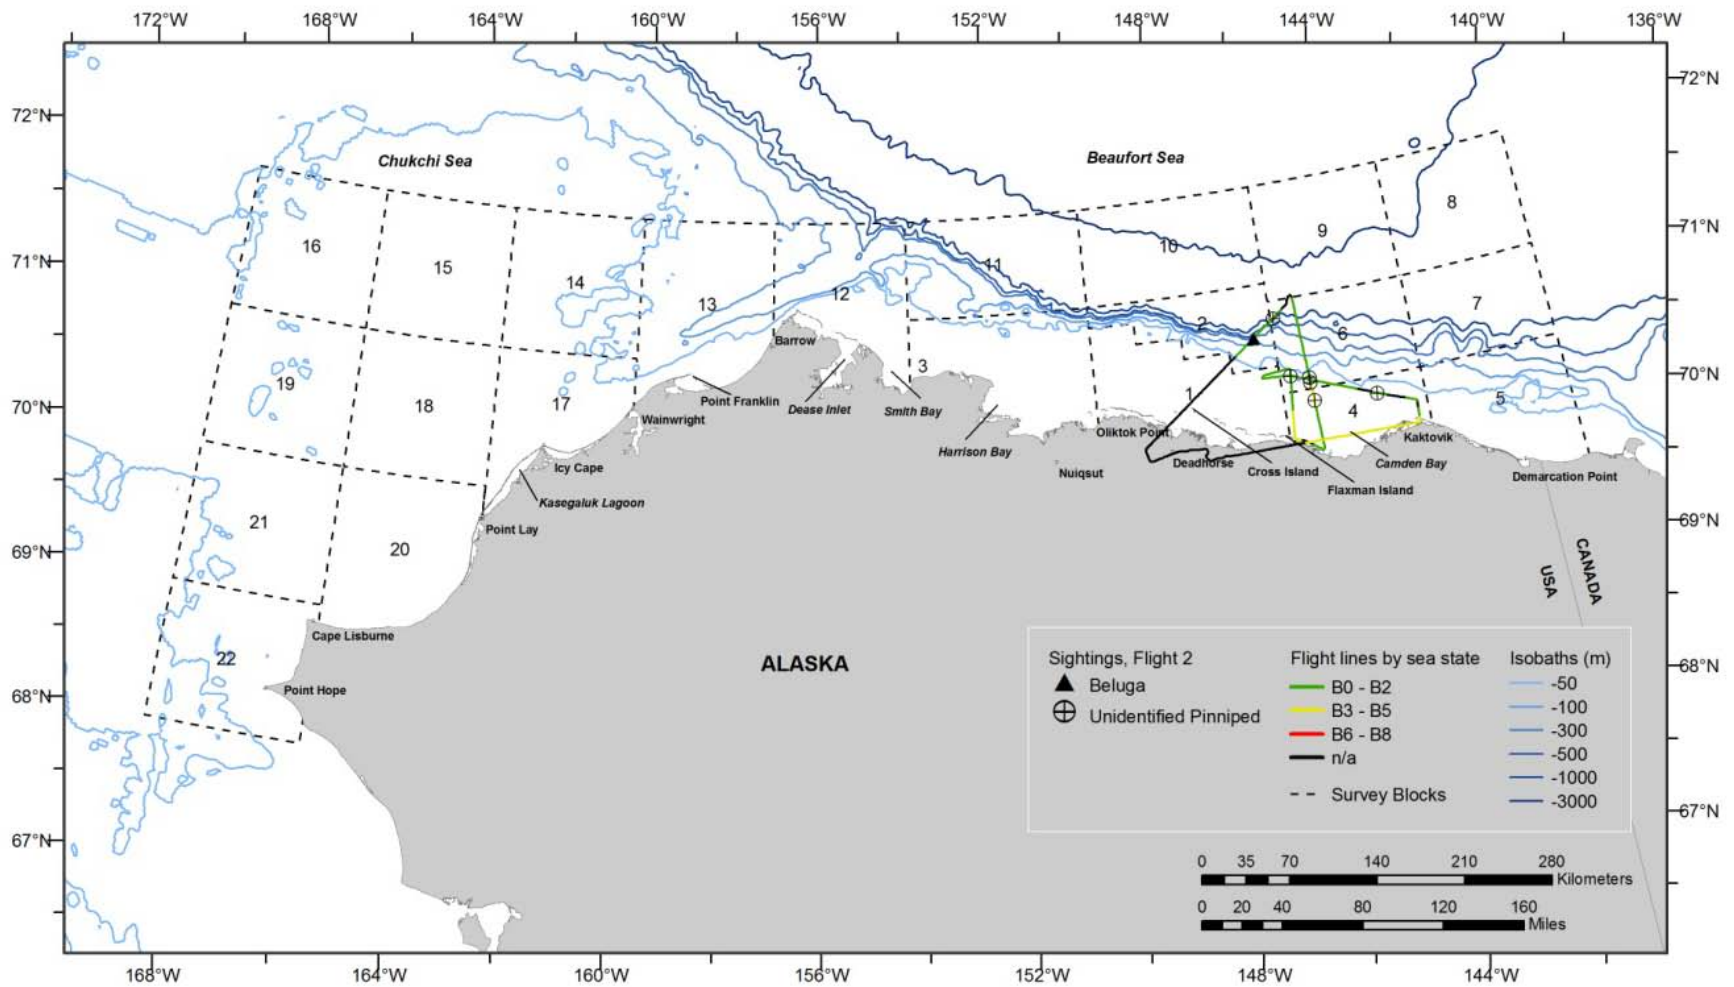 172°W 168°W 164°W 160°W 156°W 152°W 148°W 144°W 140°W 136°W
72°N 72°N
Chukchi Sea Beaufort Sea
8
9
16 10 71°N
15 11
71°N
14
12
13 7
2 6
3 70°N
19 Barrow
1 5
70°N 18 17 Point Franklin Dease Inlet Smith Bay 4
Wainwright
Oliktok Point Kaktovik
Harrison Bay
Icy Cape Deadhorse Camden Bay
Nuiqsut Cross Island Demarcation Point
Flaxman Island
Kasegaluk Lagoon
21 69°N
Point Lay
69°N 20
CANADA
USA
Cape Lisburne
22 ALASKA 68°N
68°N Point Hope
Sightings, Flight 2
Beluga
Unidentified Pinniped
Flight lines by sea state
B0 - B2
B3 - B5
B6 - B8
n/a
Survey Blocks
Isobaths (m)
-50
-100
-300
-500
-1000
-3000
67°N 67°N
0 35 70 140 210 280
Kilometers
0 20 40 80 120 160
Miles
168°W 164°W 160°W 156°W 152°W 148°W 144°W